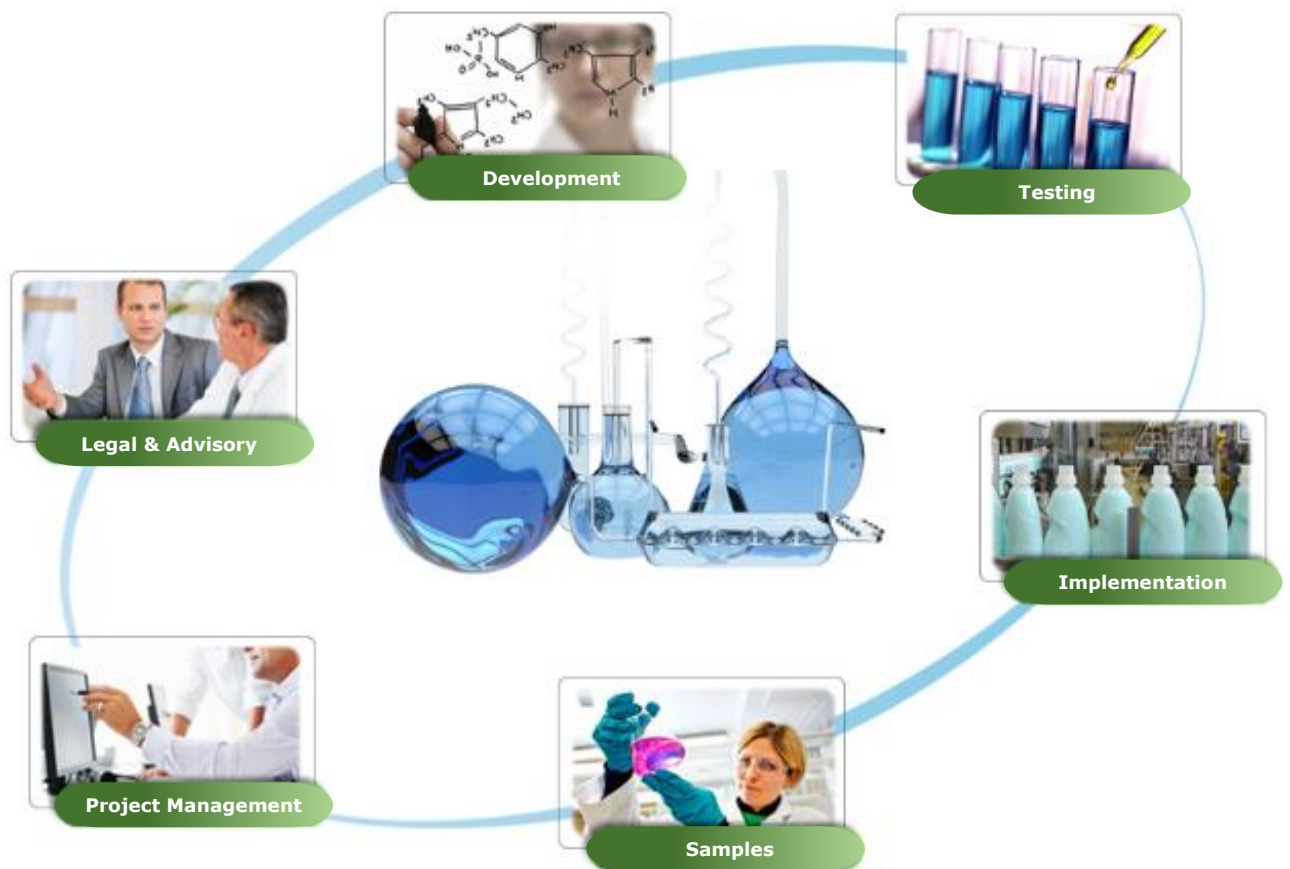 Development
Testing
Legal & Advisory
Implementation
Project Management
Samples